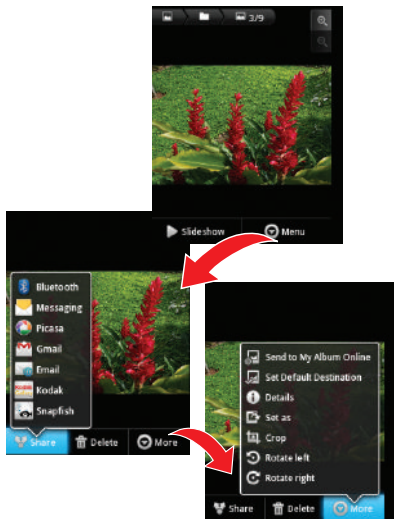 3/9
Slideshow Menu
Bluetooth
Messaging
Picasa
Gmail
Email
Kodak
Snapfish
Share Delete More
Send to My Album Online
Set Default Destination
Details
Set as
Crop
Rotate left
Rotate right
Share Delete More